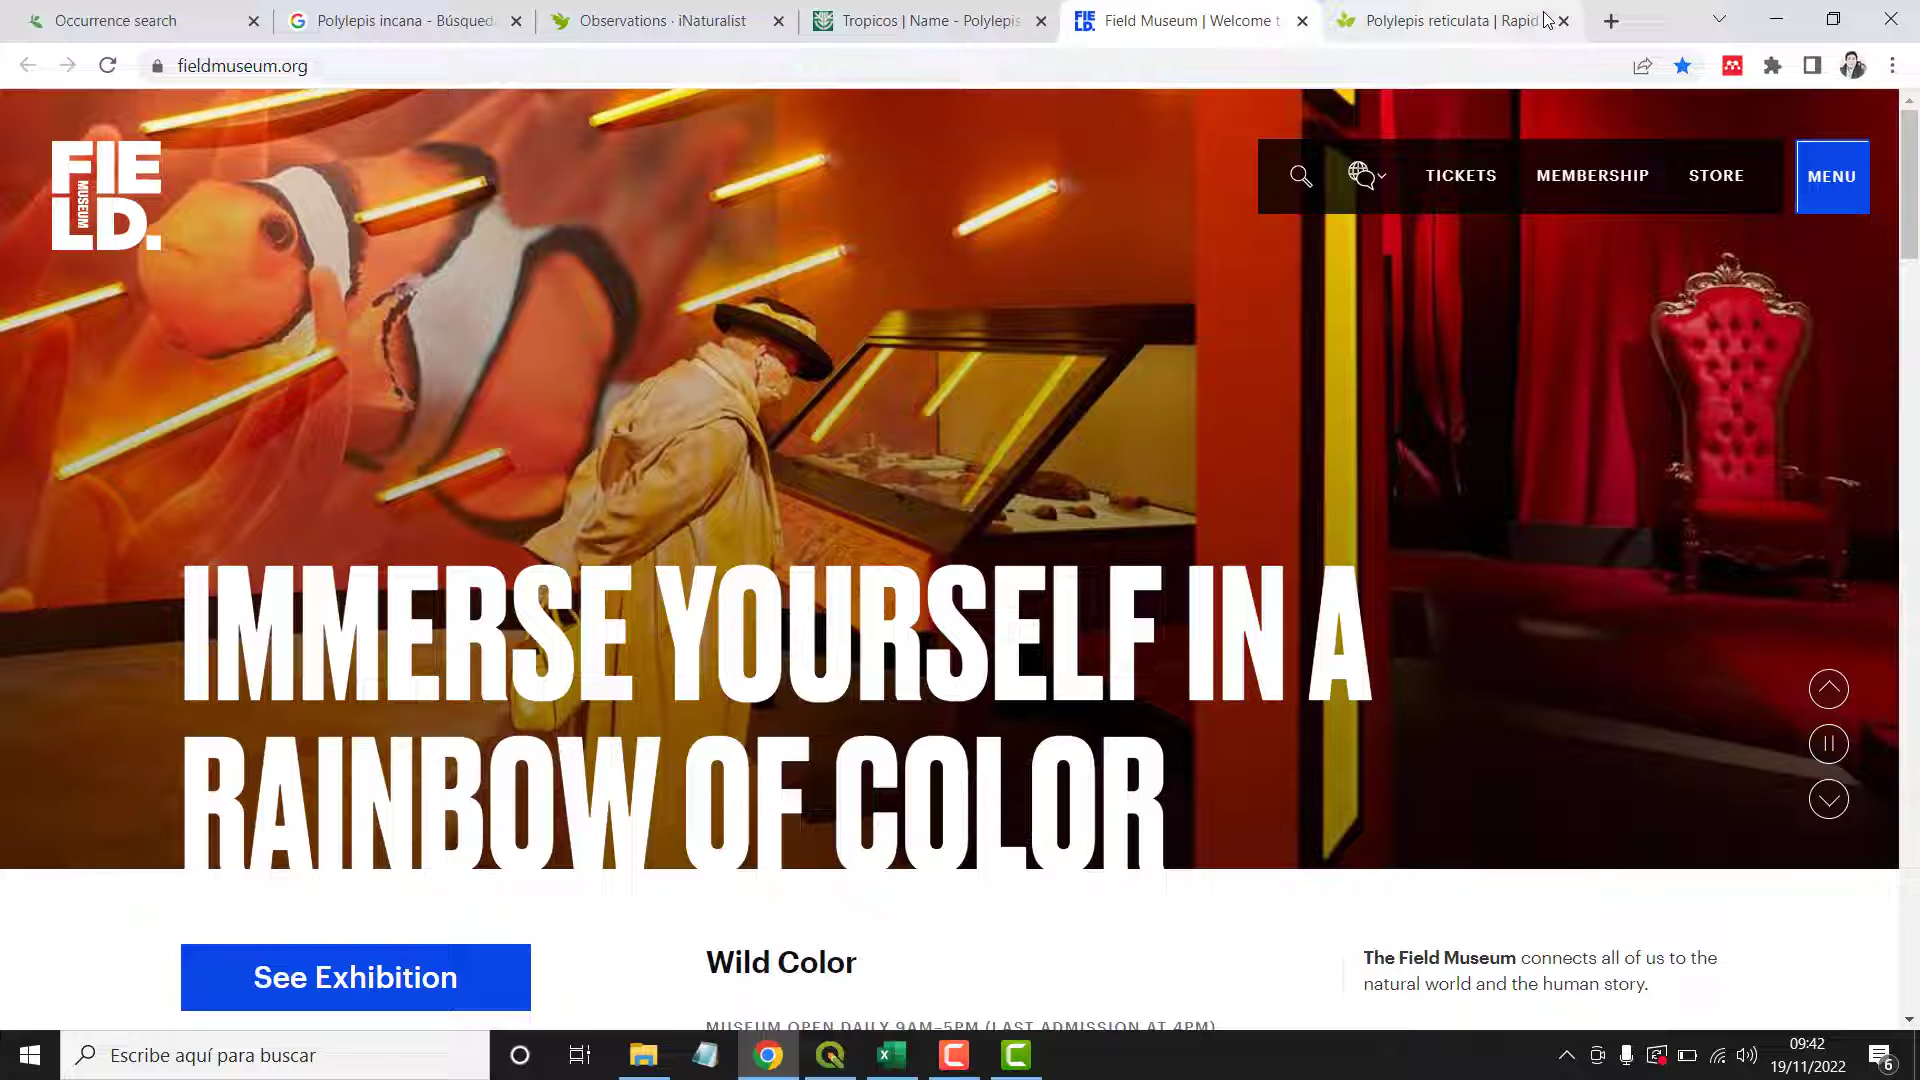 Occurrence search
Polylepis incana - Búsqued
Observations · iNaturalist
Tropicos | Name - Polylepis
Field Museum | Welcome t
Polylepis reticulata | Rapid
fieldmuseum.org
FIELD.
MUSEUM
TICKETS
MEMBERSHIP
STORE
MENU
IMMERSE YOURSELF IN A
RAINBOW OF COLOR
See Exhibition
Wild Color
MUSEUM OPEN DAILY 9AM–5PM (LAST ADMISSION AT 4PM)
The Field Museum connects all of us to the
natural world and the human story.
Escribe aquí para buscar
09:42
19/11/2022
6